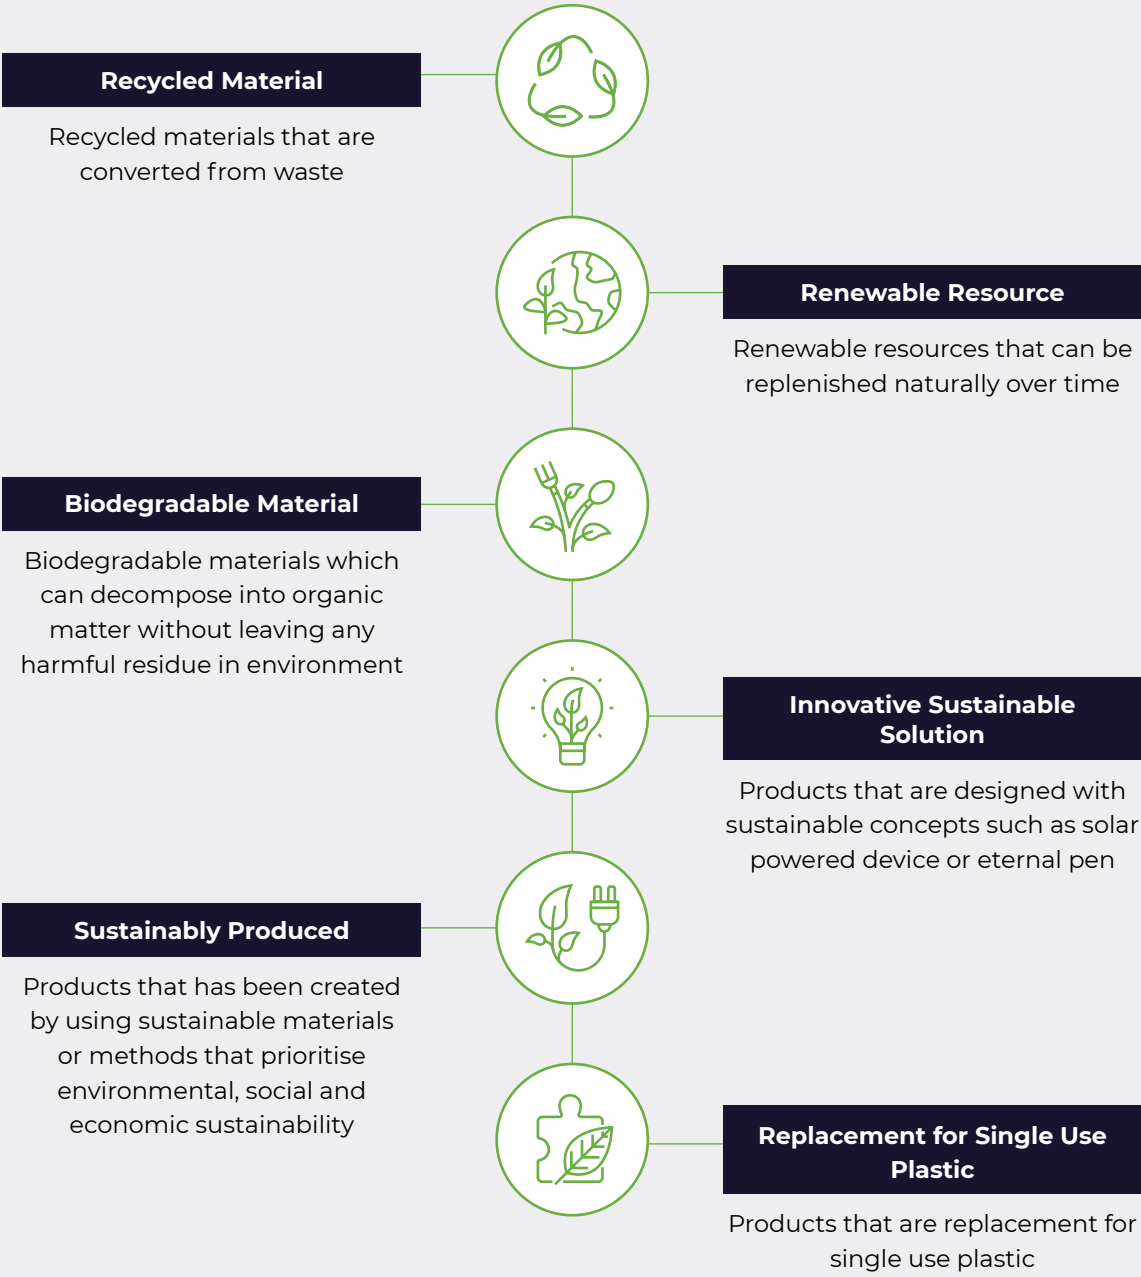 Recycled Material
Recycled materials that are
converted from waste
Renewable Resource
Renewable resources that can be
replenished naturally over time
Biodegradable Material
Biodegradable materials which
can decompose into organic
matter without leaving any
harmful residue in environment
Innovative Sustainable
Solution
Products that are designed with
sustainable concepts such as solar
powered device or eternal pen
Sustainably Produced
Products that has been created
by using sustainable materials
or methods that prioritise
environmental, social and
economic sustainability
Replacement for Single Use
Plastic
Products that are replacement for
single use plastic